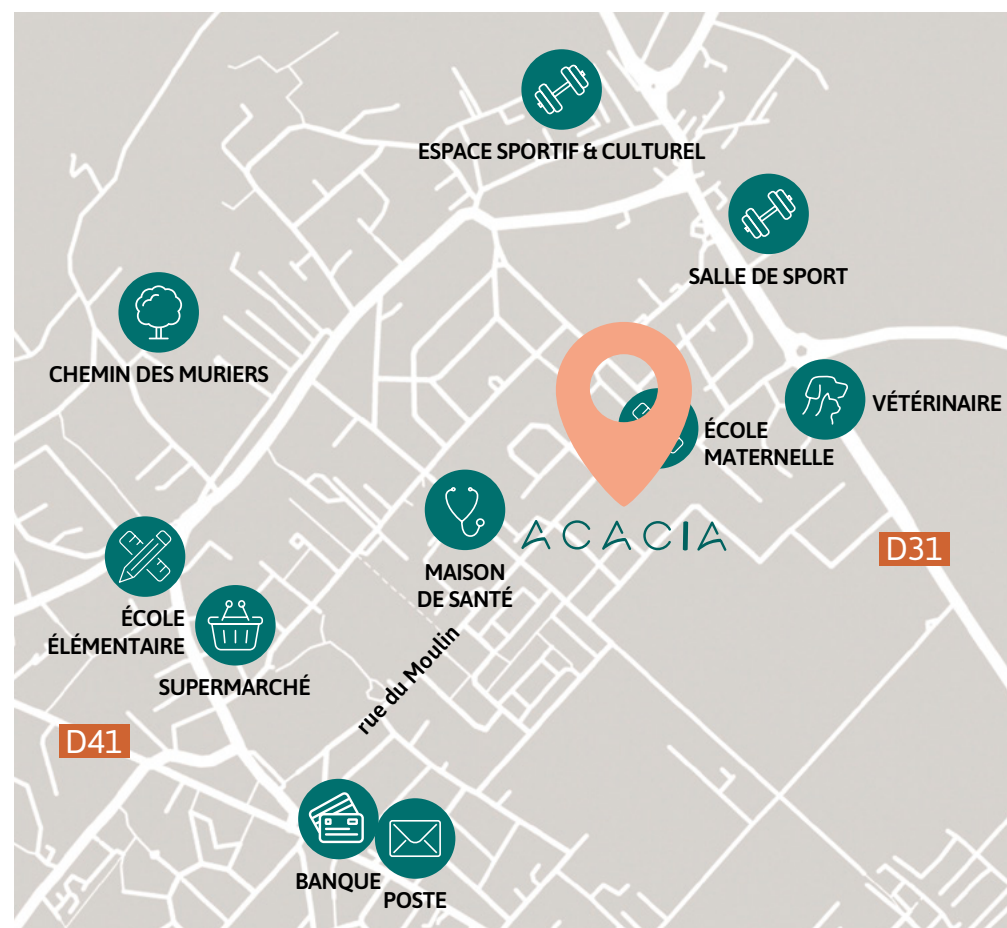 ESPACE SPORTIF & CULTUREL
SALLE DE SPORT
CHEMIN DES MURIERS
VÉTÉRINAIRE
ÉCOLE
MATERNELLE
ACACIA
D31
MAISON
DE SANTÉ
ÉCOLE
ÉLÉMENTAIRE
SUPERMARCHÉ
rue du Moulin
D41
BANQUE
POSTE